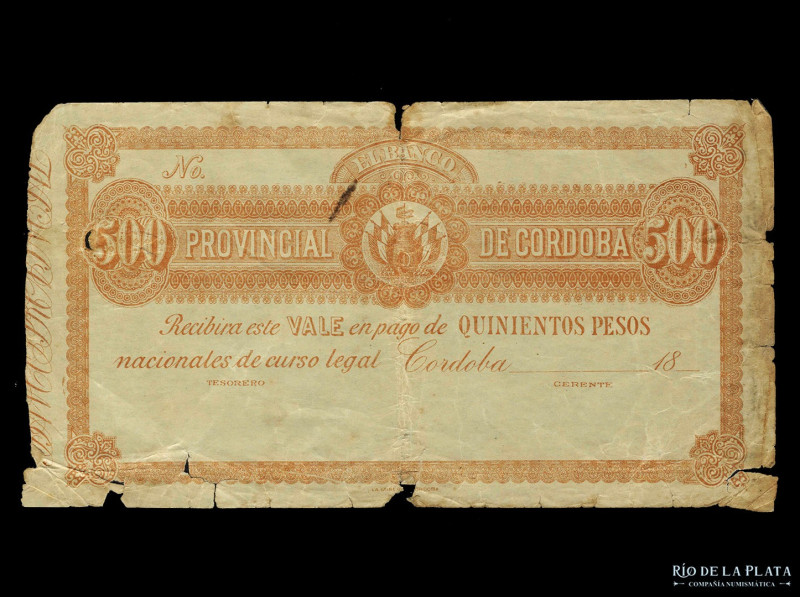 EL BANCO
No.
500 PROVINCIAL DE CORDOBA 500
Recibira este VALE en pago de QUINIENTOS PESOS
nacionales de curso legal Cordoba 18
TESORERO GERENTE
RÍO DE LA PLATA
COMPAÑÍA NUMISMÁTICA